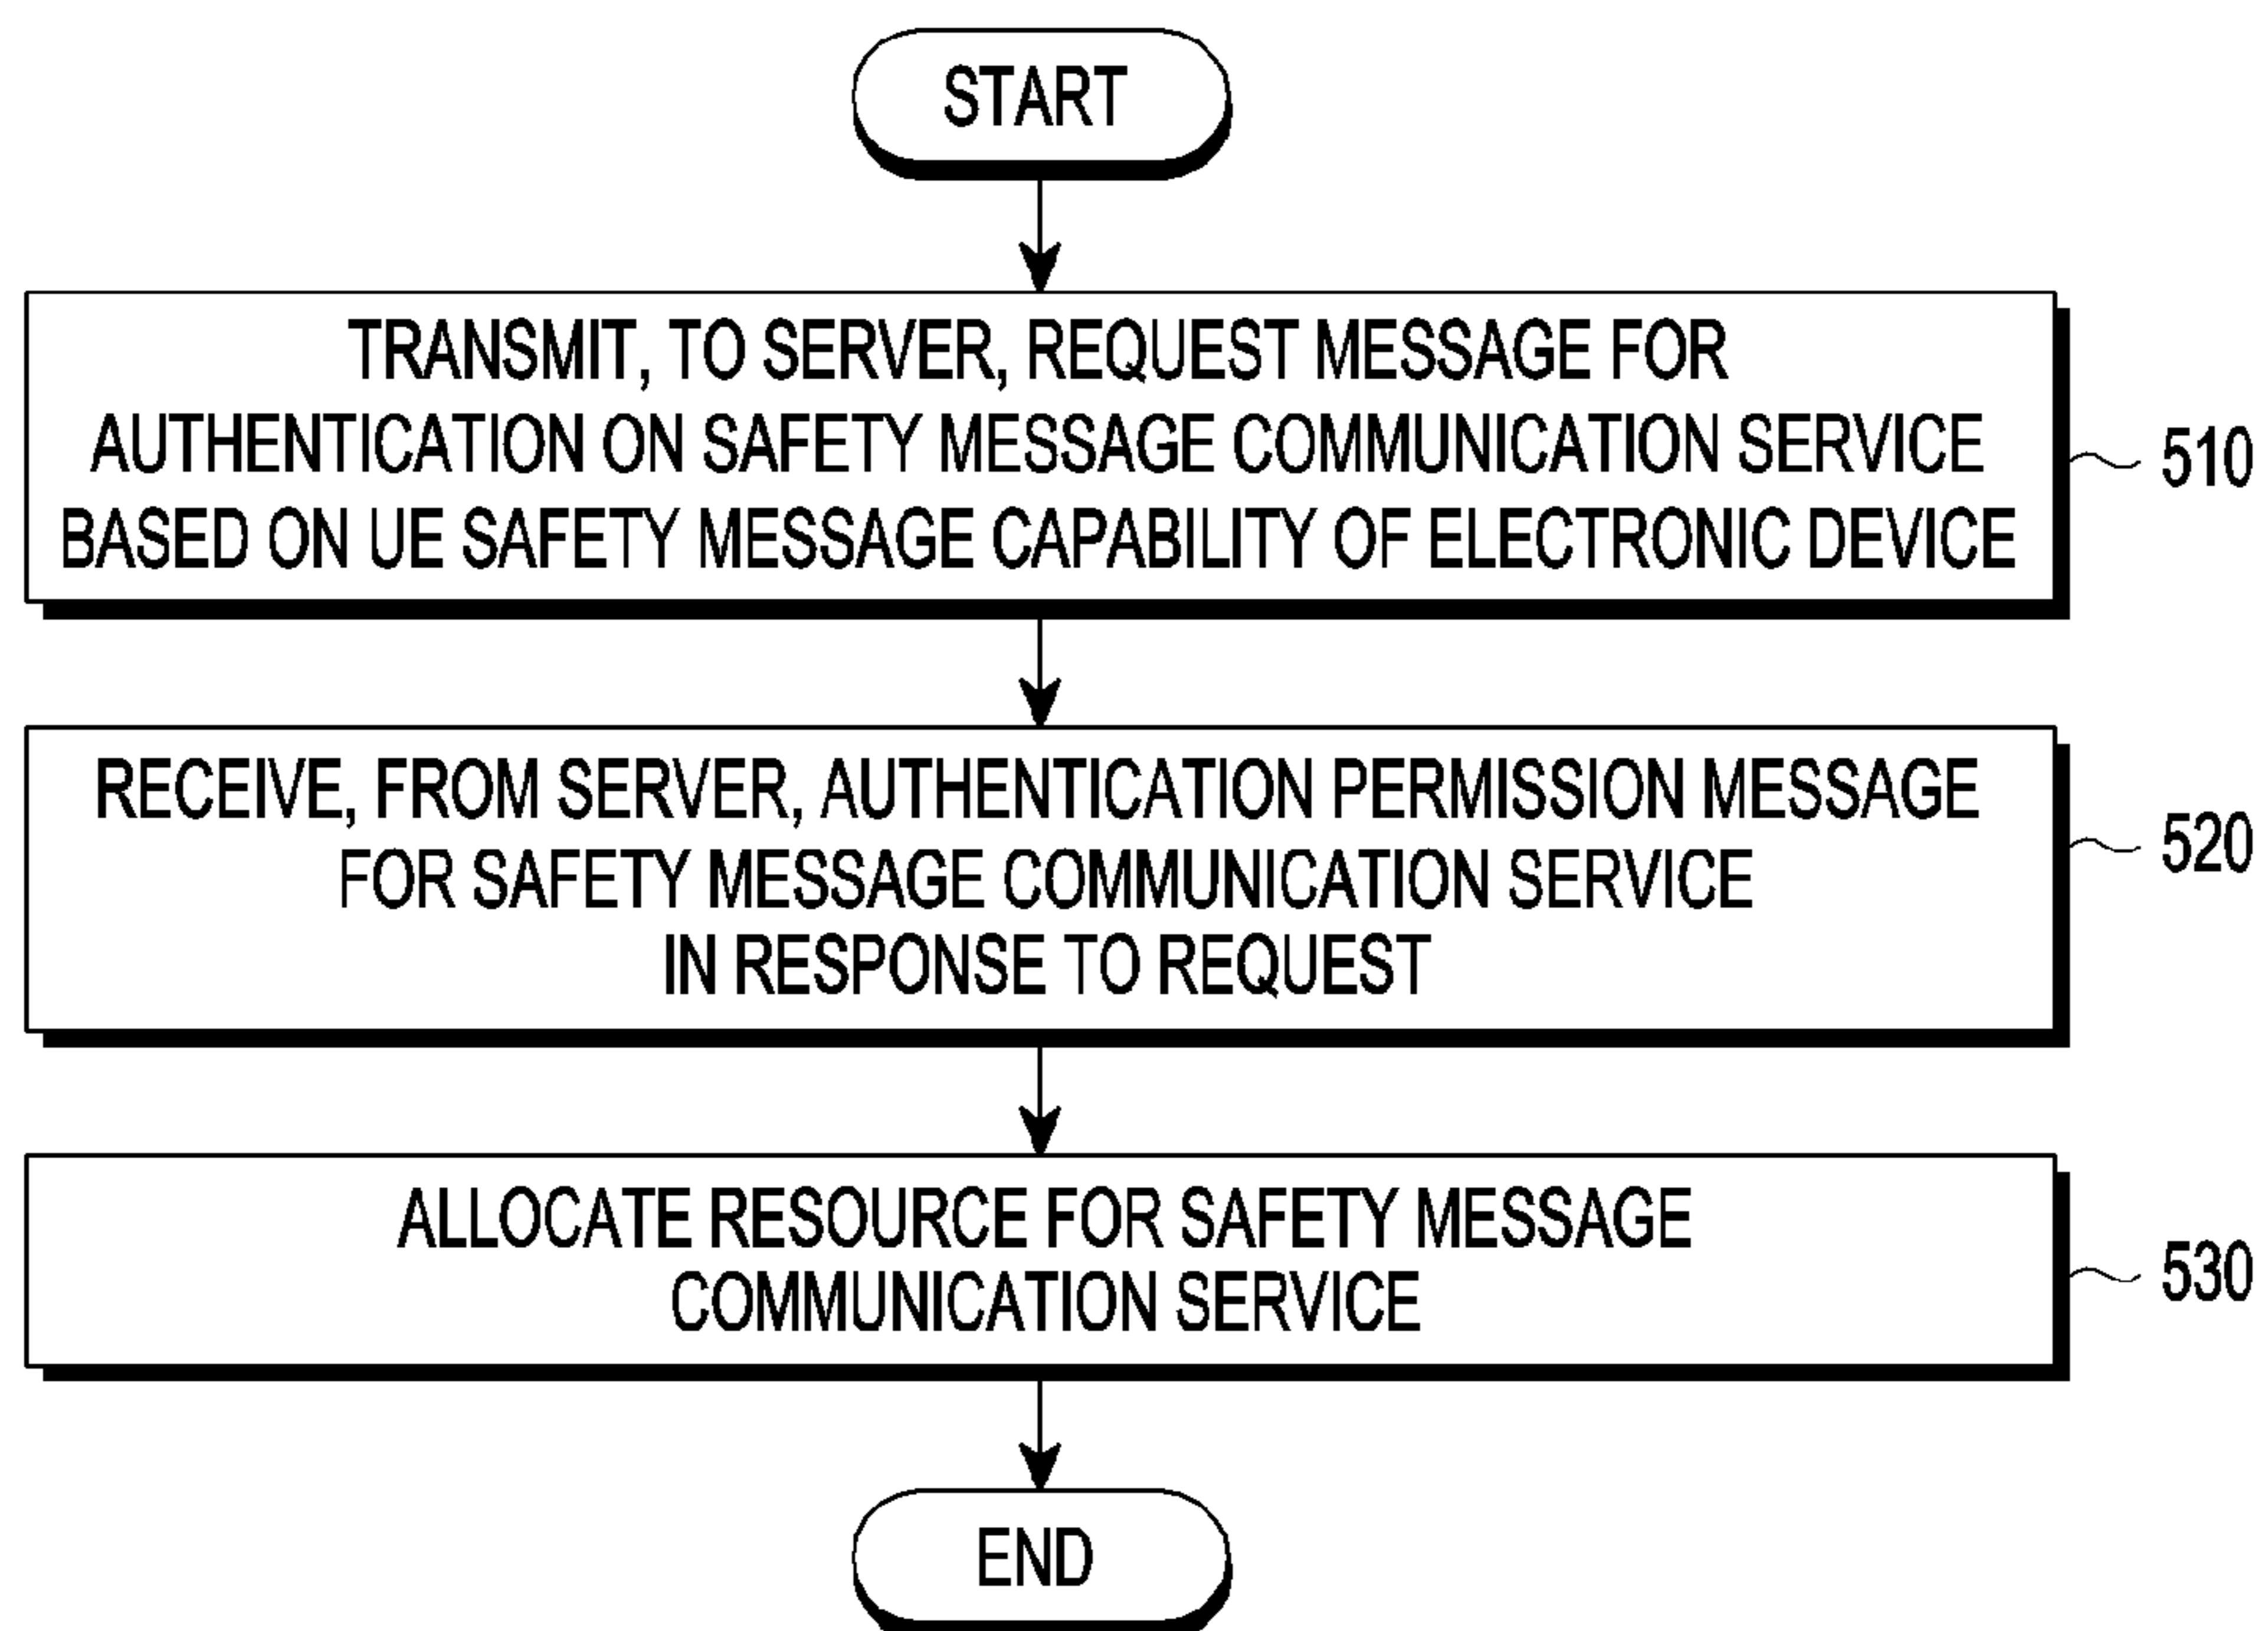 START
TRANSMIT, TO SERVER, REQUEST MESSAGE FOR
AUTHENTICATION ON SAFETY MESSAGE COMMUNICATION SERVICE
BASED ON UE SAFETY MESSAGE CAPABILITY OF ELECTRONIC DEVICE
510
RECEIVE, FROM SERVER, AUTHENTICATION PERMISSION MESSAGE
FOR SAFETY MESSAGE COMMUNICATION SERVICE
IN RESPONSE TO REQUEST
520
ALLOCATE RESOURCE FOR SAFETY MESSAGE
COMMUNICATION SERVICE
530
END